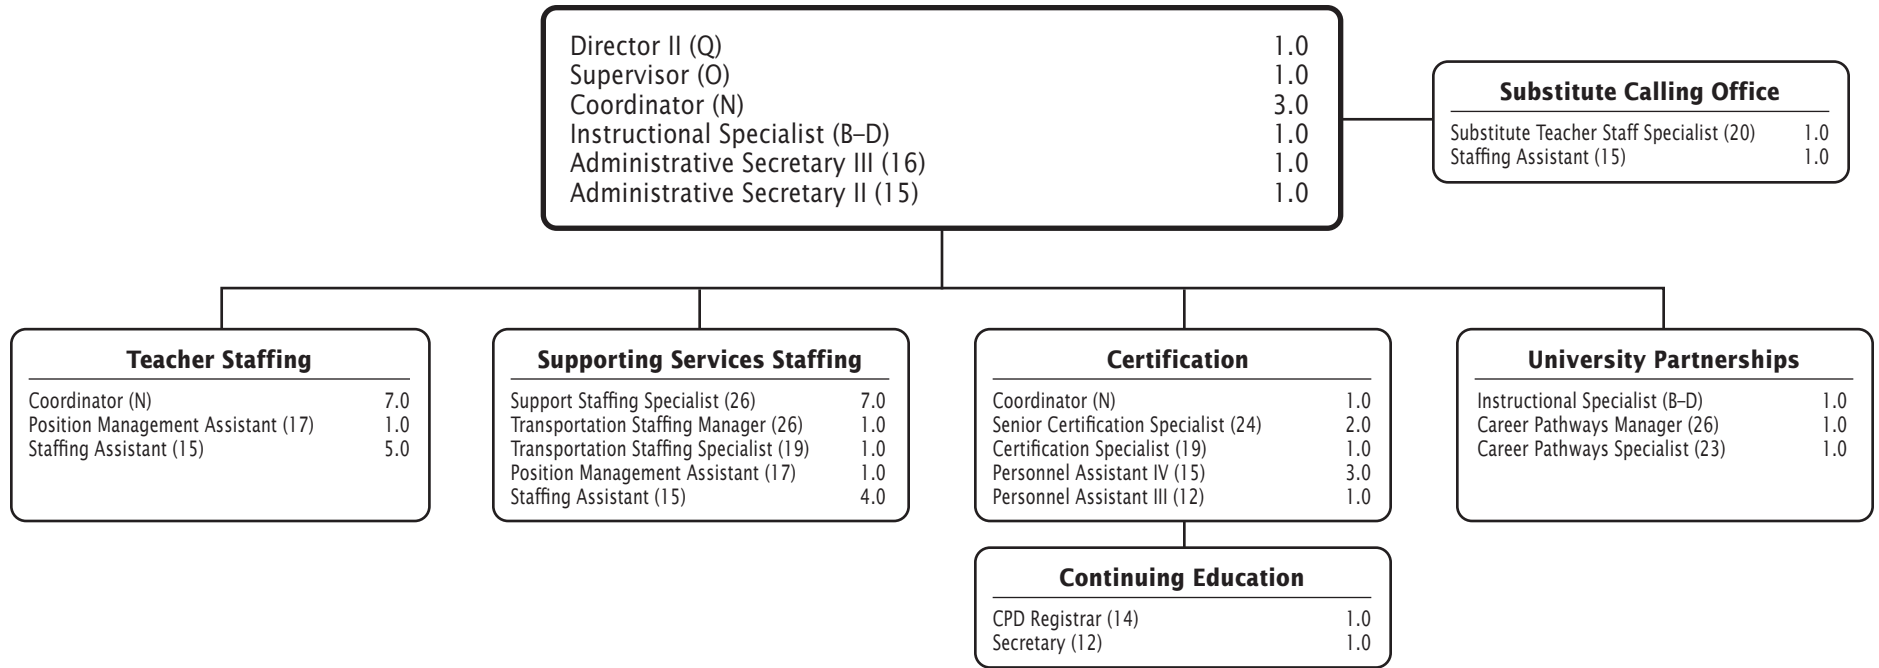 Director II (Q) 1.0
Supervisor (O) 1.0
Coordinator (N) 3.0
Instructional Specialist (B–D) 1.0
Administrative Secretary III (16) 1.0
Administrative Secretary II (15) 1.0
Substitute Calling Office
Substitute Teacher Staff Specialist (20) 1.0
Staffing Assistant (15) 1.0
Teacher Staffing
Coordinator (N) 7.0
Position Management Assistant (17) 1.0
Staffing Assistant (15) 5.0
Supporting Services Staffing
Support Staffing Specialist (26) 7.0
Transportation Staffing Manager (26) 1.0
Transportation Staffing Specialist (19) 1.0
Position Management Assistant (17) 1.0
Staffing Assistant (15) 4.0
Certification
Coordinator (N) 1.0
Senior Certification Specialist (24) 2.0
Certification Specialist (19) 1.0
Personnel Assistant IV (15) 3.0
Personnel Assistant III (12) 1.0
University Partnerships
Instructional Specialist (B–D) 1.0
Career Pathways Manager (26) 1.0
Career Pathways Specialist (23) 1.0
Continuing Education
CPD Registrar (14) 1.0
Secretary (12) 1.0